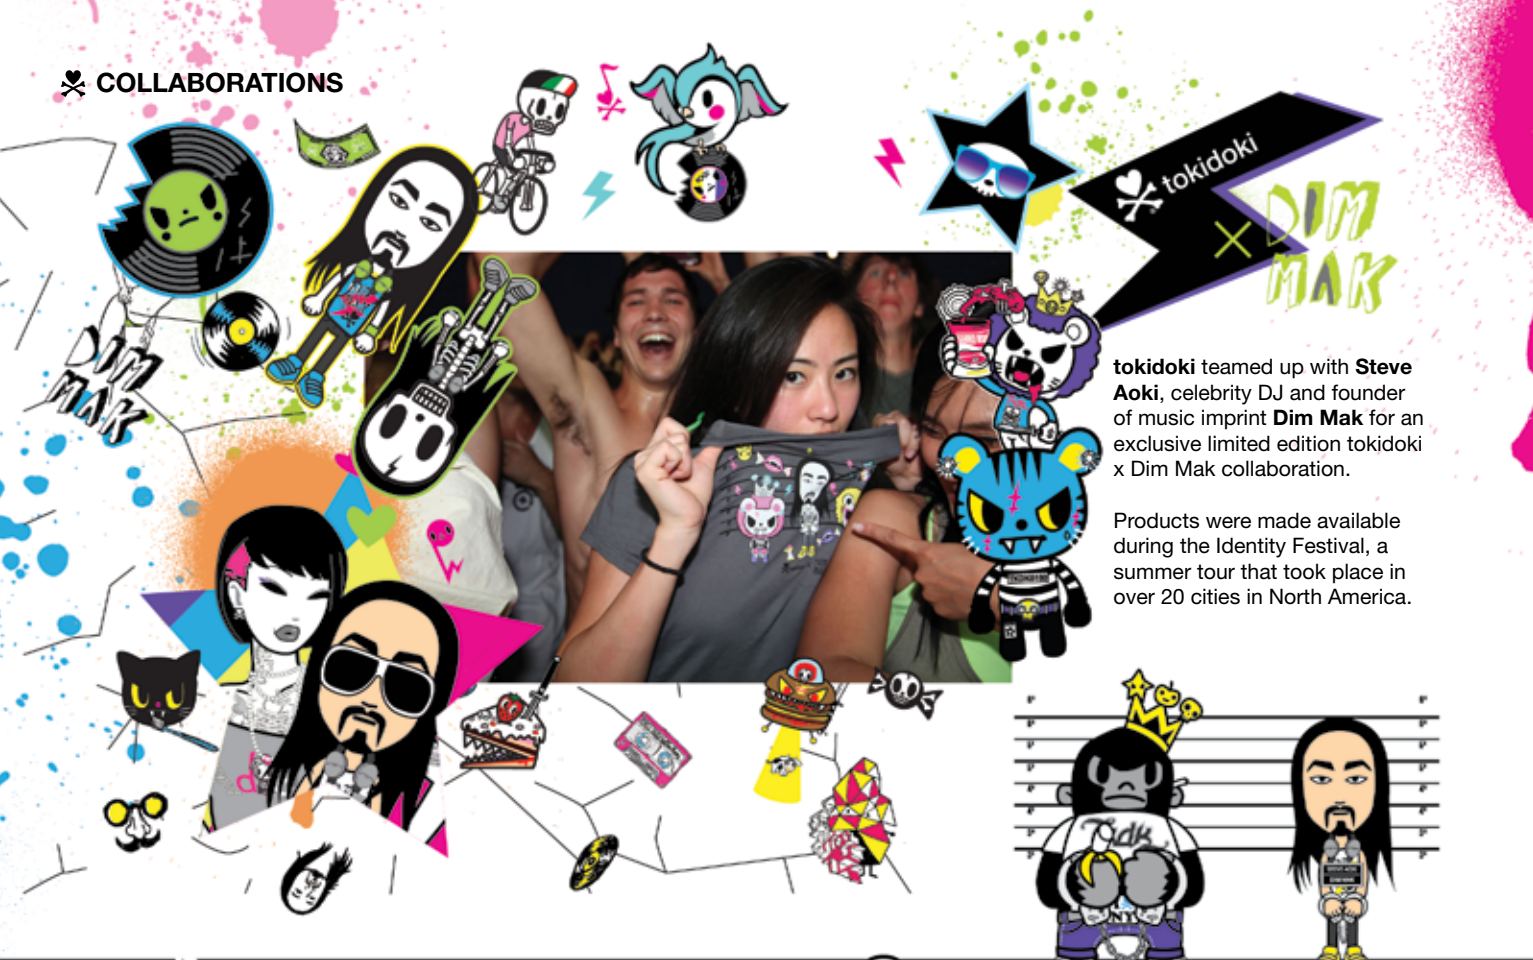 COLLABORATIONS
tokidoki
X DIM
MAK
DIM
MAK
tokidoki teamed up with Steve
Aoki, celebrity DJ and founder
of music imprint Dim Mak for an
exclusive limited edition tokidoki
x Dim Mak collaboration.
Products were made available
during the Identity Festival, a
summer tour that took place in
over 20 cities in North America.
NY